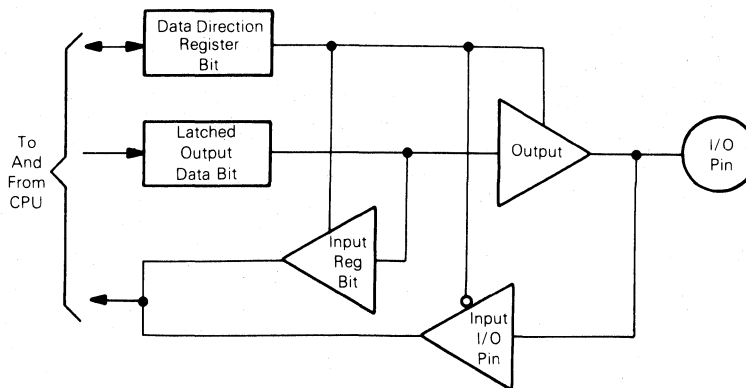 Data Direction
Register
Bit
To
And
From
CPU
Latched
Output
Data Bit
Output
I/O
Pin
Input
Reg
Bit
Input
I/O
Pin